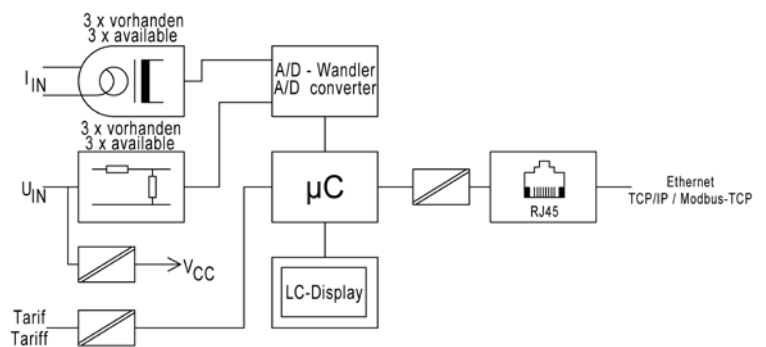 3 x vorhanden
3 x available
I IN
A/D - Wandler
A/D converter
3 x vorhanden
3 x available
U IN
µC
RJ45
Ethernet
TCP/IP / Modbus-TCP
VCC
LC-Display
Tarif
Tariff